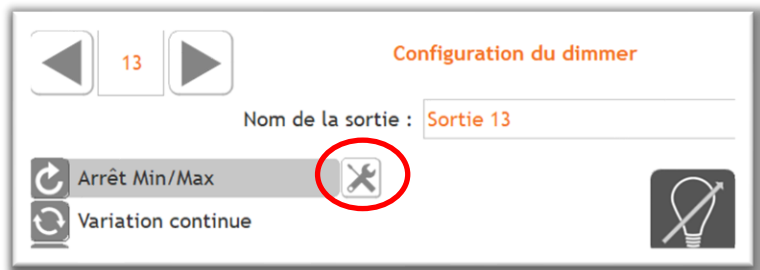 13
Configuration du dimmer
Nom de la sortie : Sortie 13
Arrêt Min/Max
Variation continue